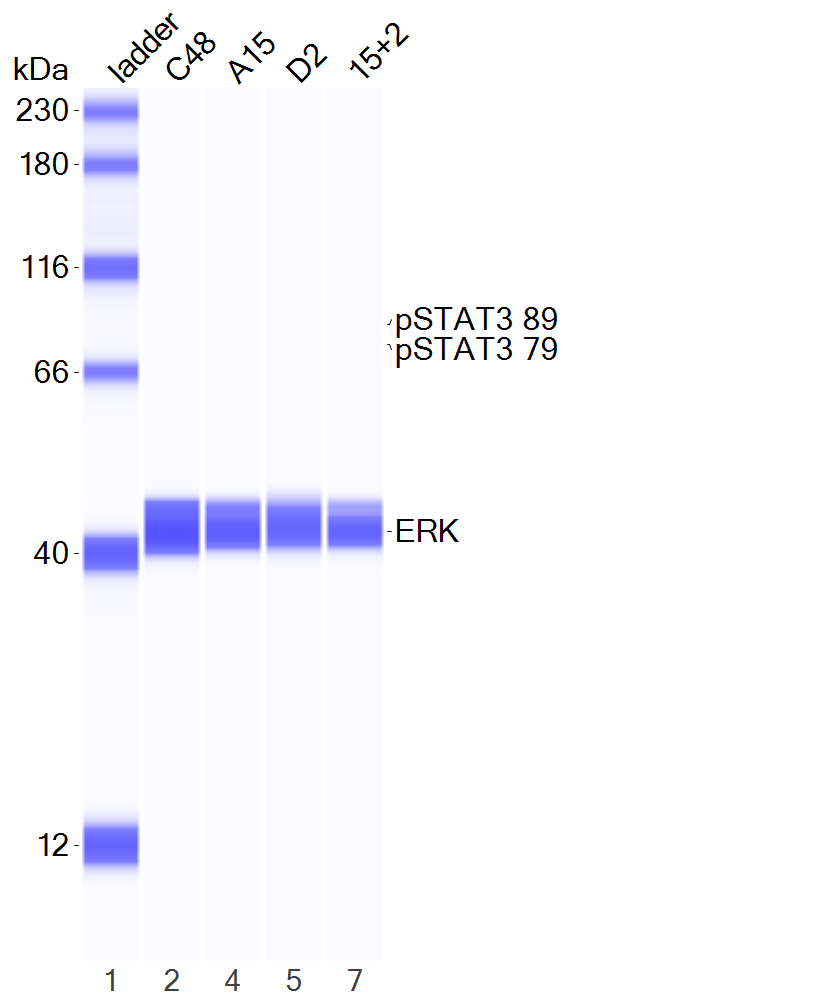 kDa
ladder
C48
A15
D2
15+2
230
180
116
pSTAT3 89
pSTAT3 79
66
ERK
40
12
1 2 4 5 7